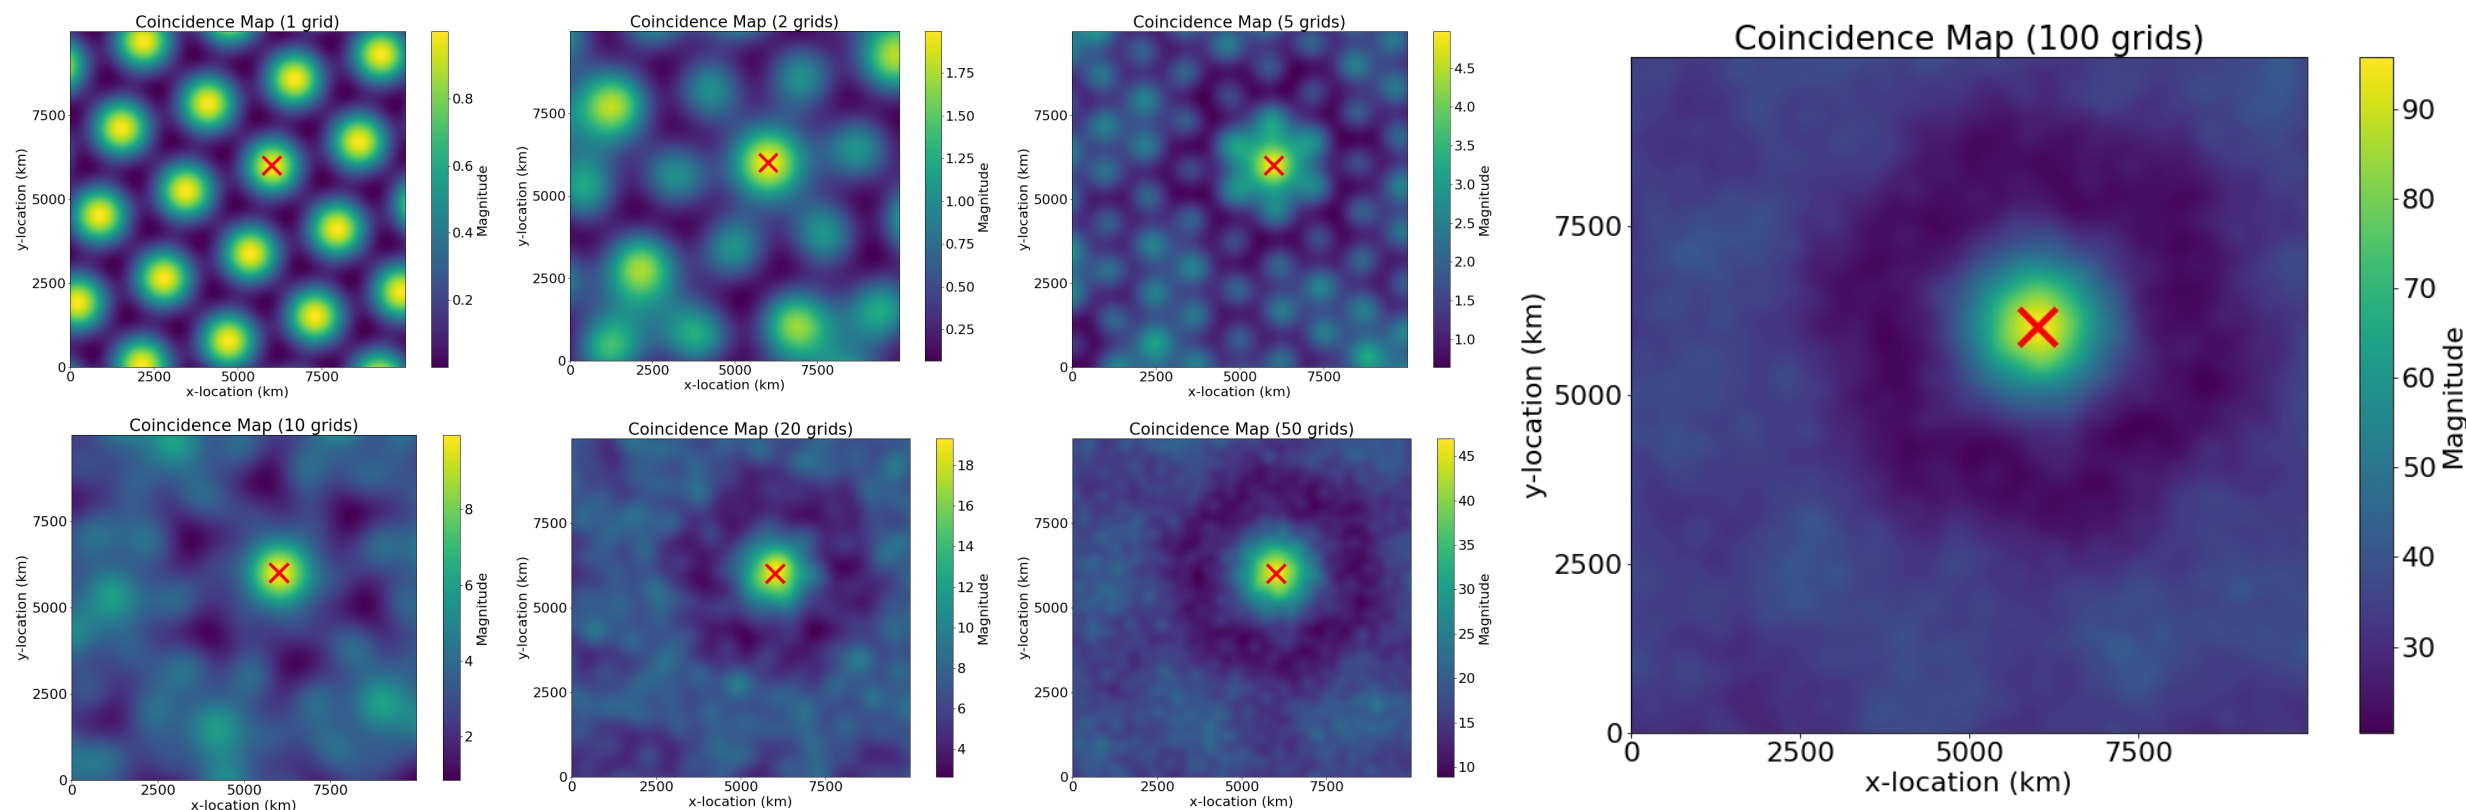 Coincidence Map (1 grid)
0.8
0.6
0.4
0.2
Magnitude
7500
5000
2500
0
y-location (km)
0 2500 5000 7500
x-location (km)
Coincidence Map (2 grids)
1.75
1.50
1.25
1.00
0.75
0.50
0.25
Magnitude
7500
5000
2500
0
y-location (km)
0 2500 5000 7500
x-location (km)
Coincidence Map (5 grids)
4.5
4.0
3.5
3.0
2.5
2.0
1.5
1.0
Magnitude
7500
5000
2500
0
y-location (km)
0 2500 5000 7500
x-location (km)
Coincidence Map (10 grids)
8
6
4
2
Magnitude
7500
5000
2500
0
y-location (km)
0 2500 5000 7500
x-location (km)
Coincidence Map (20 grids)
18
16
14
12
10
8
6
4
Magnitude
7500
5000
2500
0
y-location (km)
0 2500 5000 7500
x-location (km)
Coincidence Map (50 grids)
45
40
35
30
25
20
15
10
Magnitude
7500
5000
2500
0
y-location (km)
0 2500 5000 7500
x-location (km)
Coincidence Map (100 grids)
90
80
70
60
50
40
30
Magnitude
7500
5000
2500
0
y-location (km)
0 2500 5000 7500
x-location (km)